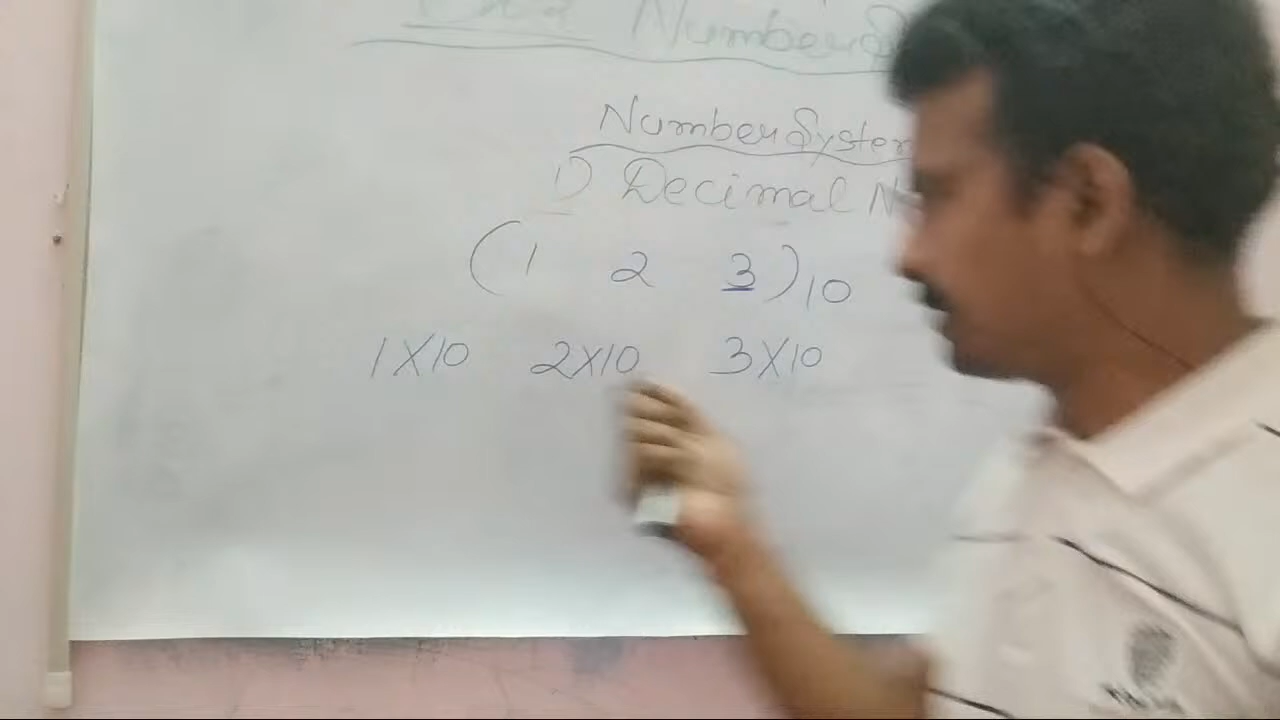 Number S
Number System
1) Decimal N
(1 2 3)10
1X10 2X10 3X10